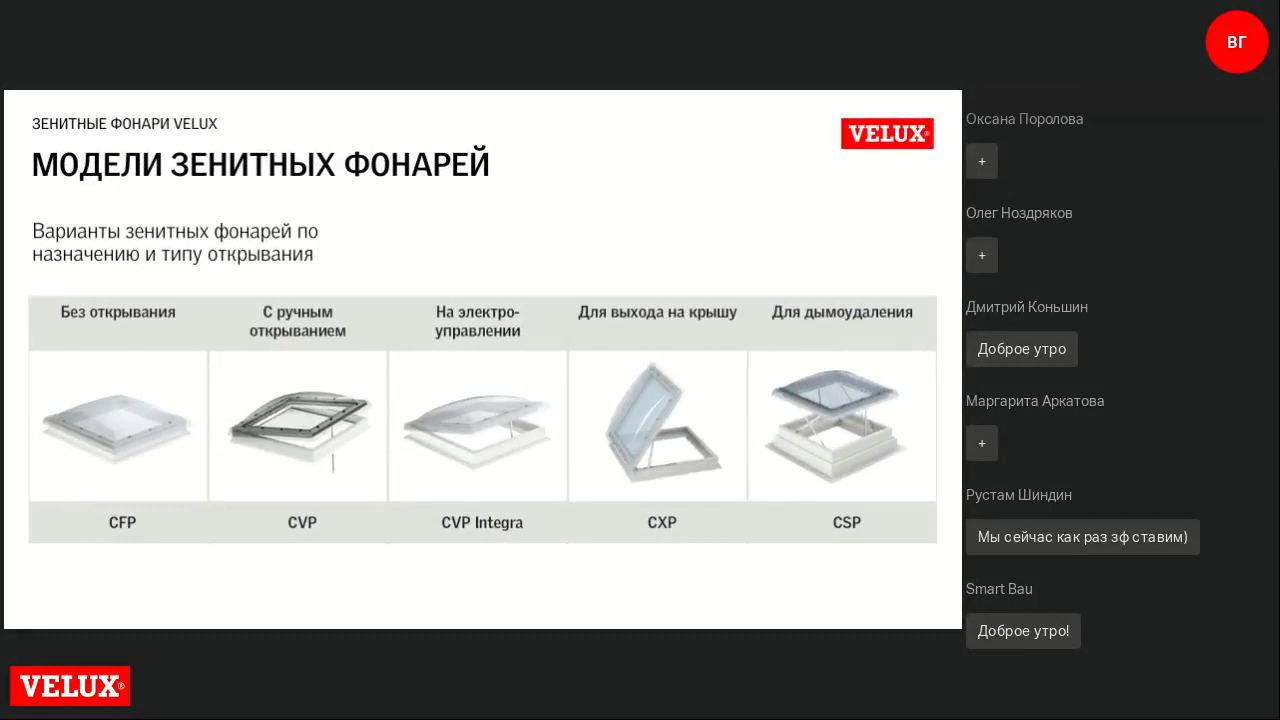 ВГ
ЗЕНИТНЫЕ ФОНАРИ VELUX
VELUX®
МОДЕЛИ ЗЕНИТНЫХ ФОНАРЕЙ
Варианты зенитных фонарей по
назначению и типу открывания
Без открывания
С ручным
открыванием
На электро-
управлении
Для выхода на крышу
Для дымоудаления
CFP
CVP
CVP Integra
CXP
CSP
Оксана Поролова
+
Олег Ноздряков
+
Дмитрий Коньшин
Доброе утро
Маргарита Аркатова
+
Рустам Шиндин
Мы сейчас как раз зф ставим)
Smart Bau
Доброе утро!
VELUX®